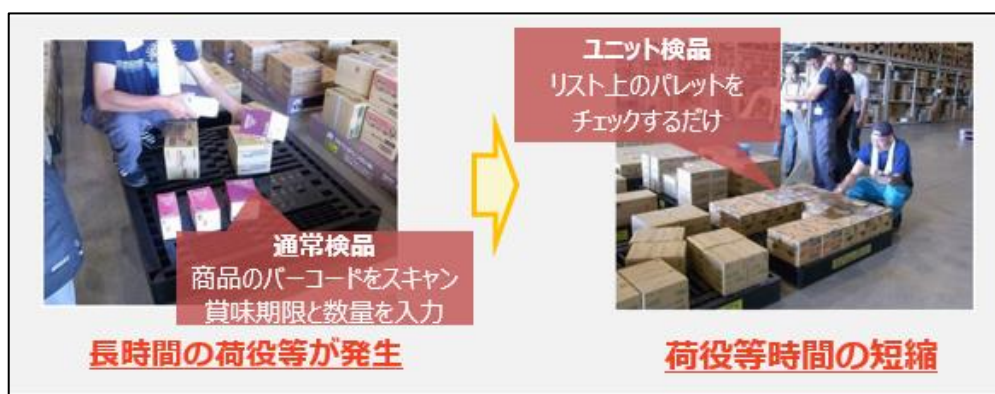 通常検品
商品のバーコードをスキャン
賞味期限と数量を入力
長時間の荷役等が発生
ユニット検品
リスト上のパレットを
チェックするだけ
荷役等時間の短縮